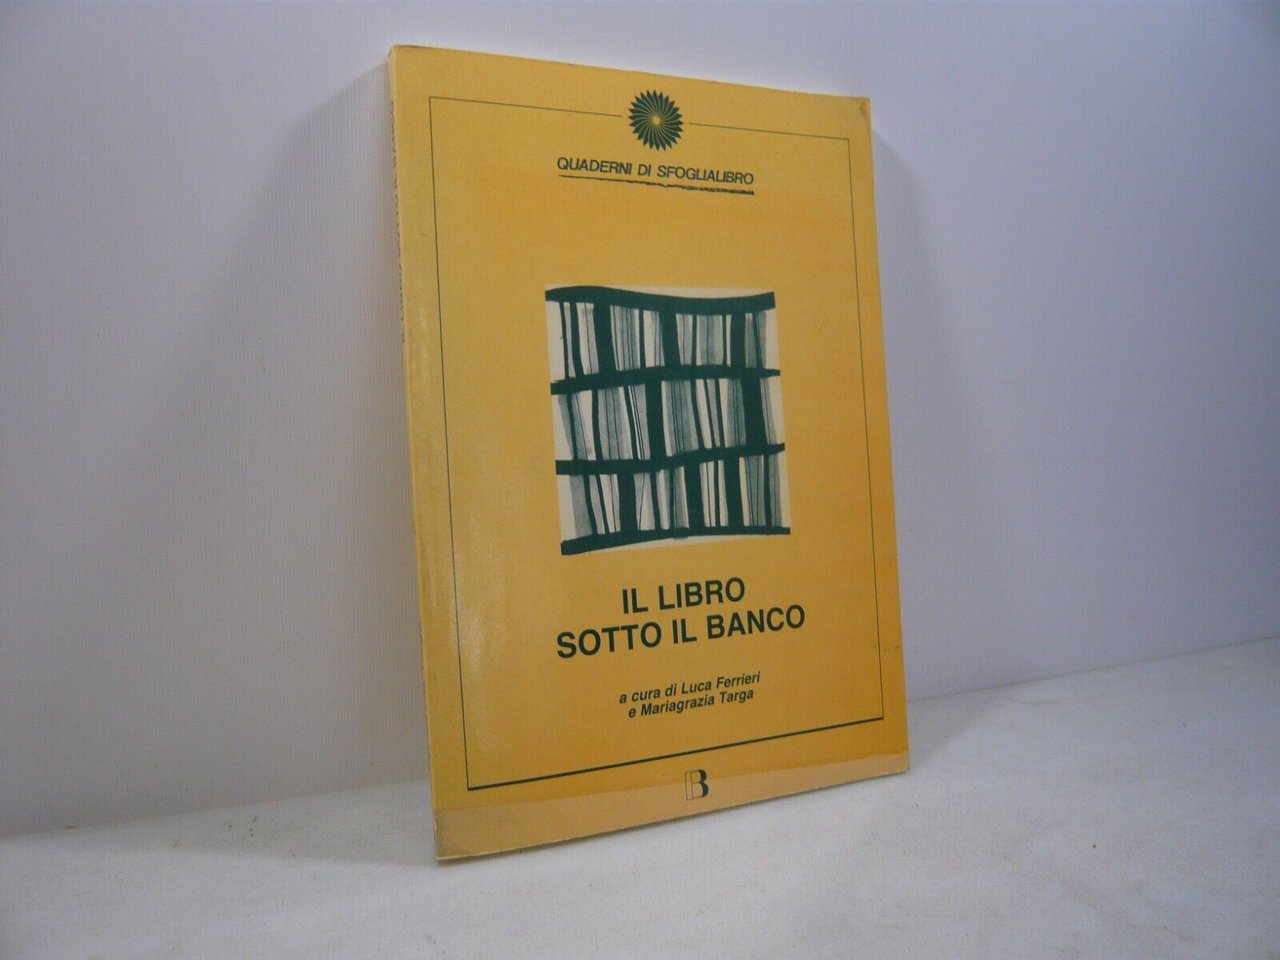 QUADERNI DI SFOGLIALIBRO
IL LIBRO
SOTTO IL BANCO
a cura di Luca Ferrieri
e Mariagrazia Targa
B